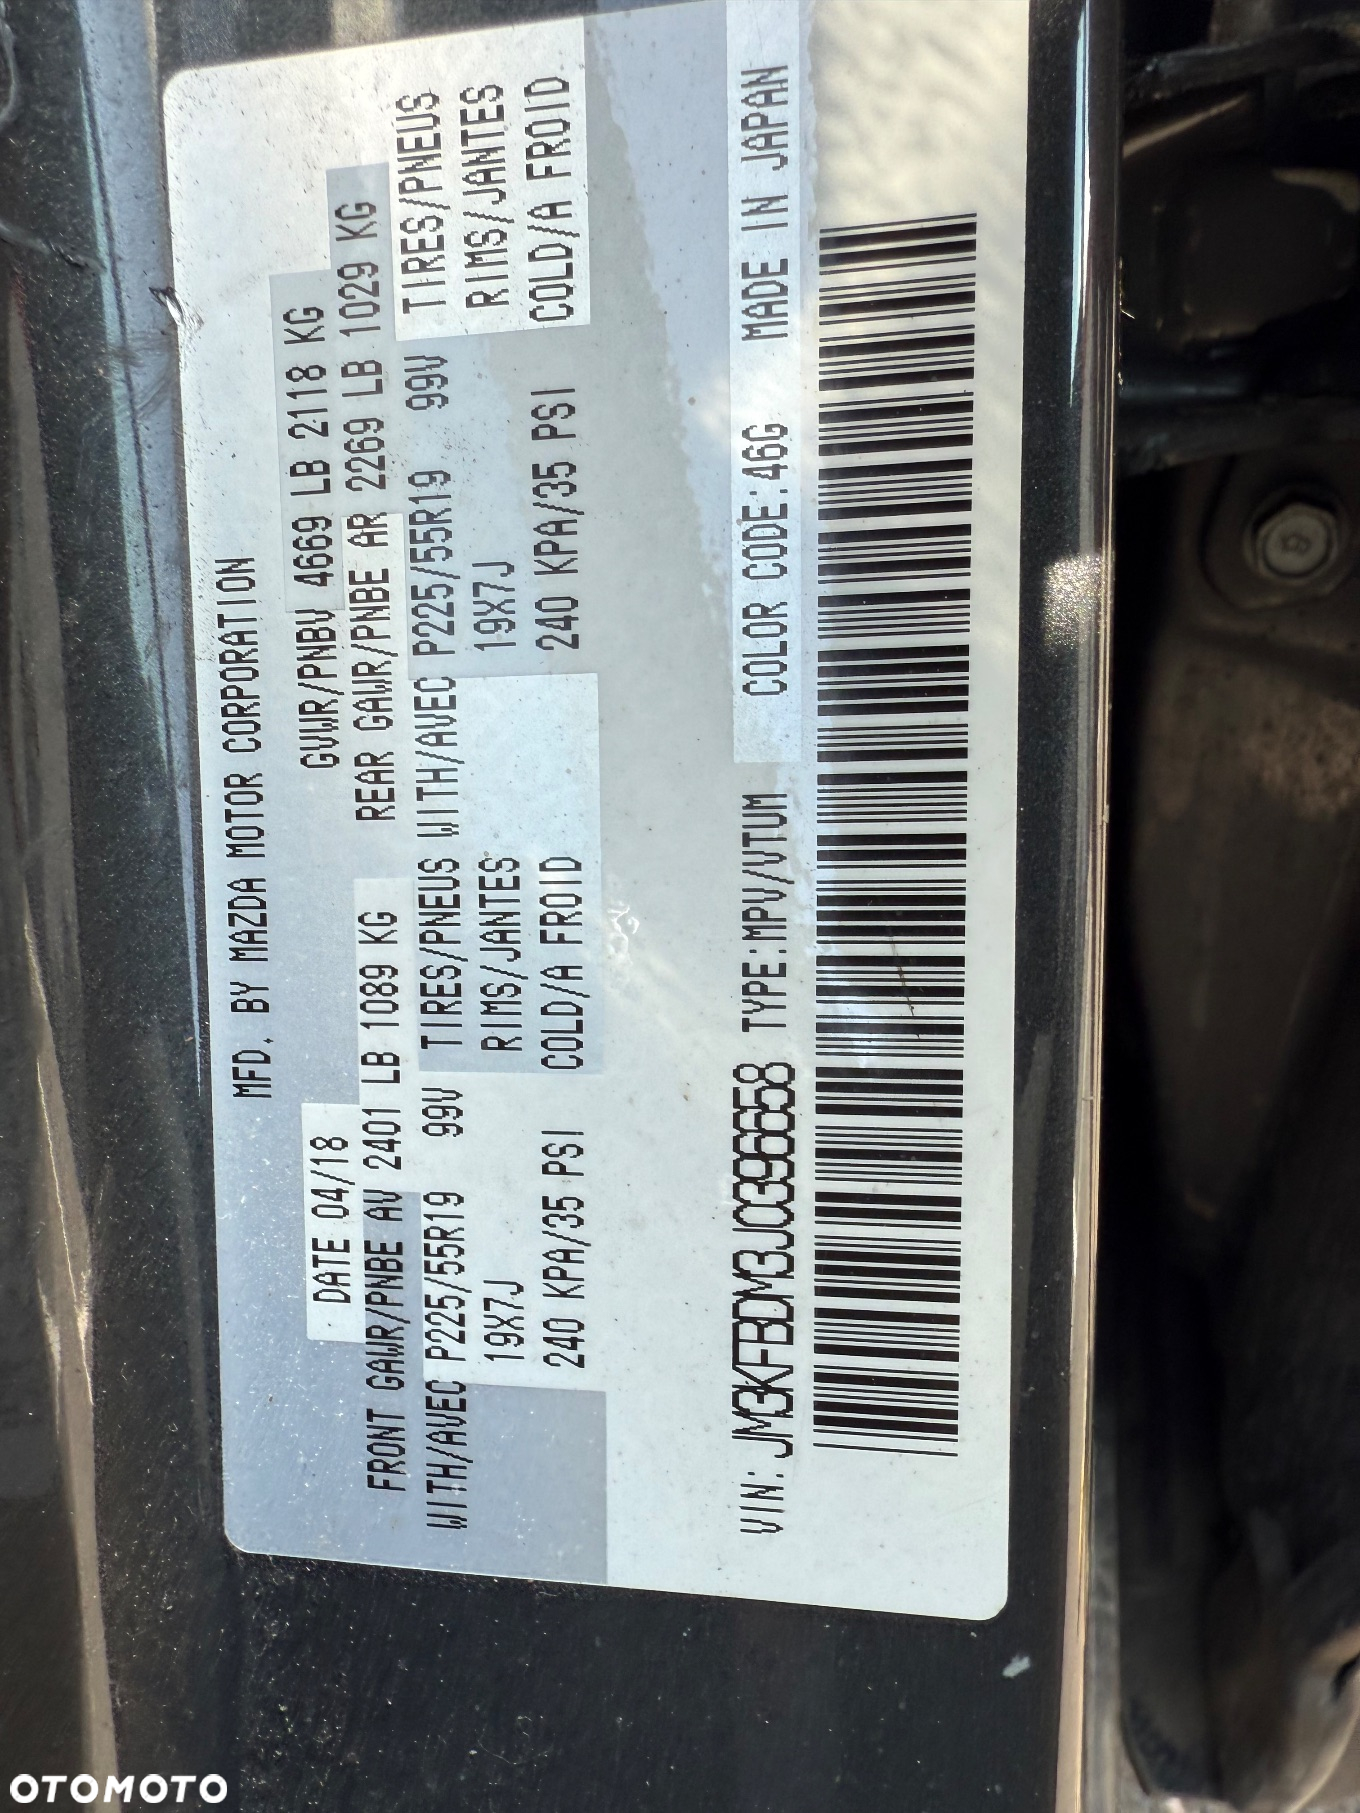 MFD. BY MAZDA MOTOR CORPORATION
DATE 04/18 GVWR/PNBV 4669 LB 2118 KG
FRONT GAWR/PNBE AV 2401 LB 1089 KG REAR GAWR/PNBE AR 2269 LB 1029 KG
WITH/AVEC P225/55R19 99V TIRES/PNEUS WITH/AVEC P225/55R19 99V TIRES/PNEUS
19X7J RIMS/JANTES 19X7J RIMS/JANTES
240 KPA/35 PSI COLD/A FROID 240 KPA/35 PSI COLD/A FROID
VIN: JM3KFBDM3J0396658 TYPE:MPV/VTUM COLOR CODE:46G MADE IN JAPAN
OTOMOTO